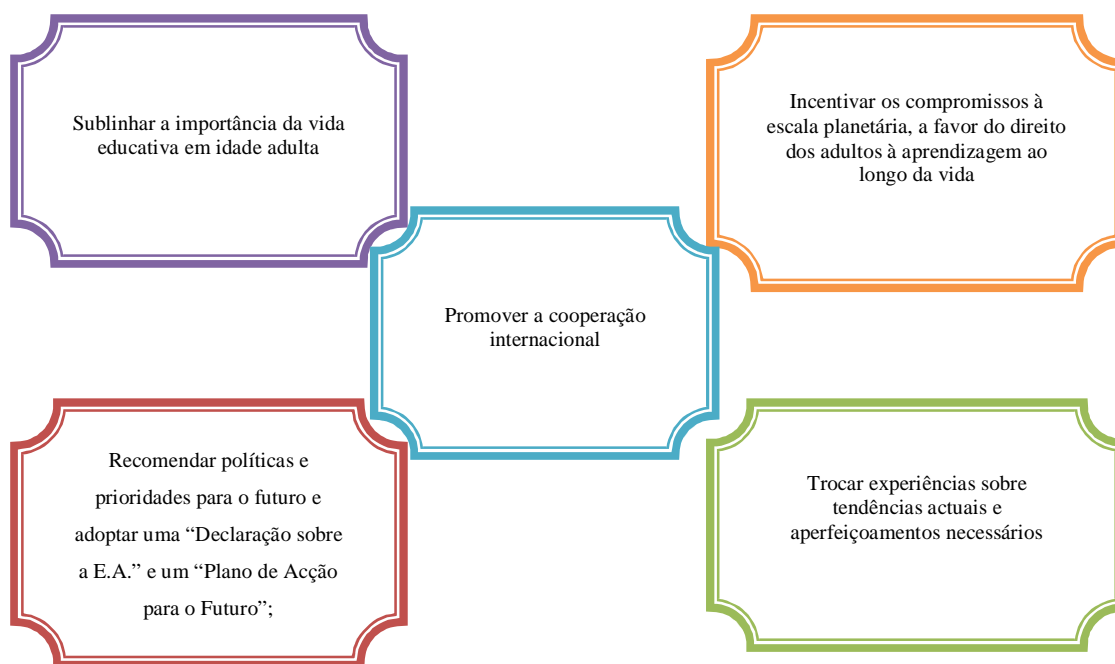 Sublinhar a importância da vida
educativa em idade adulta
Incentivar os compromissos à
escala planetária, a favor do direito
dos adultos à aprendizagem ao
longo da vida
Promover a cooperação
internacional
Recomendar políticas e
prioridades para o futuro e
adoptar uma “Declaração sobre
a E.A.” e um “Plano de Acção
para o Futuro”;
Trocar experiências sobre
tendências actuais e
aperfeiçoamentos necessários